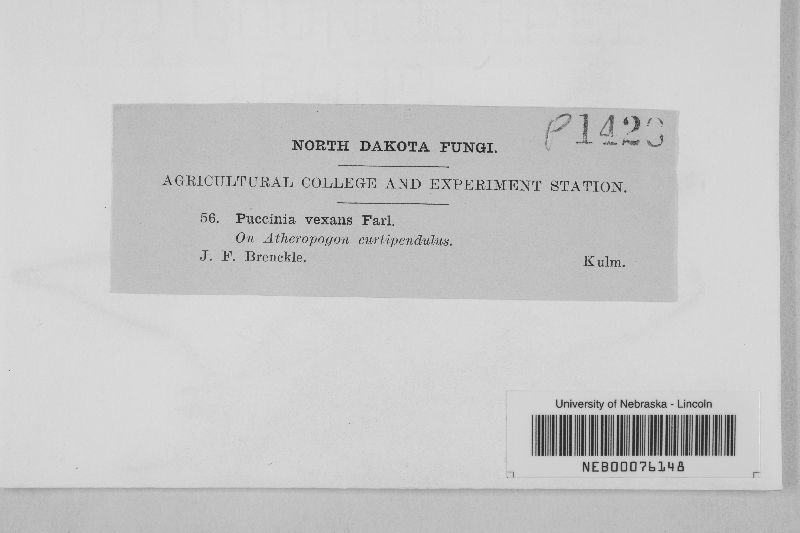 P1423
NORTH DAKOTA FUNGI.
AGRICULTURAL COLLEGE AND EXPERIMENT STATION.
56. Puccinia vexans Farl.
On Atheropogon curtipendulus.
J. F. Brenckle. Kulm.
University of Nebraska - Lincoln
NEB00076148